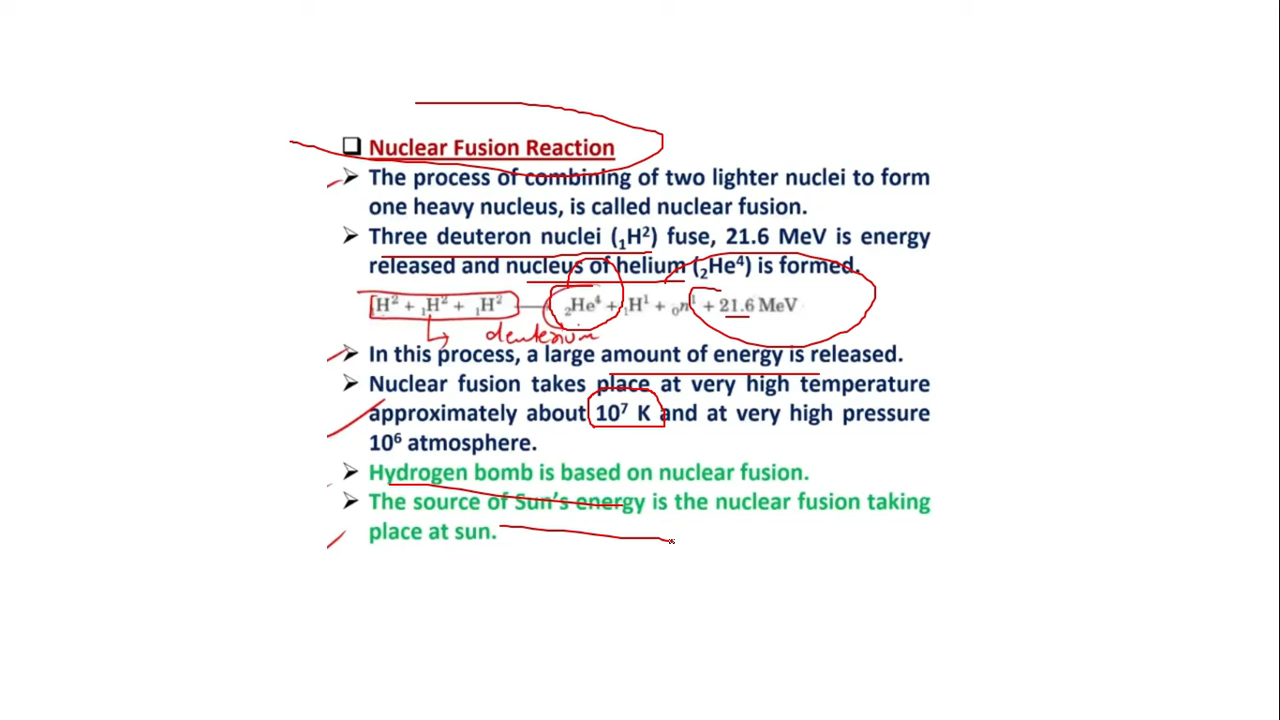 ❑ Nuclear Fusion Reaction
➢ The process of combining of two lighter nuclei to form
one heavy nucleus, is called nuclear fusion.
➢ Three deuteron nuclei (₁H²) fuse, 21.6 MeV is energy
released and nucleus of helium (₂He⁴) is formed.
₁H² + ₁H² + ₁H² — ₂He⁴ + ₁H¹ + ₀n¹ + 21.6 MeV
deuterium
➢ In this process, a large amount of energy is released.
➢ Nuclear fusion takes place at very high temperature
approximately about 10⁷ K and at very high pressure
10⁶ atmosphere.
➢ Hydrogen bomb is based on nuclear fusion.
➢ The source of Sun's energy is the nuclear fusion taking
place at sun.